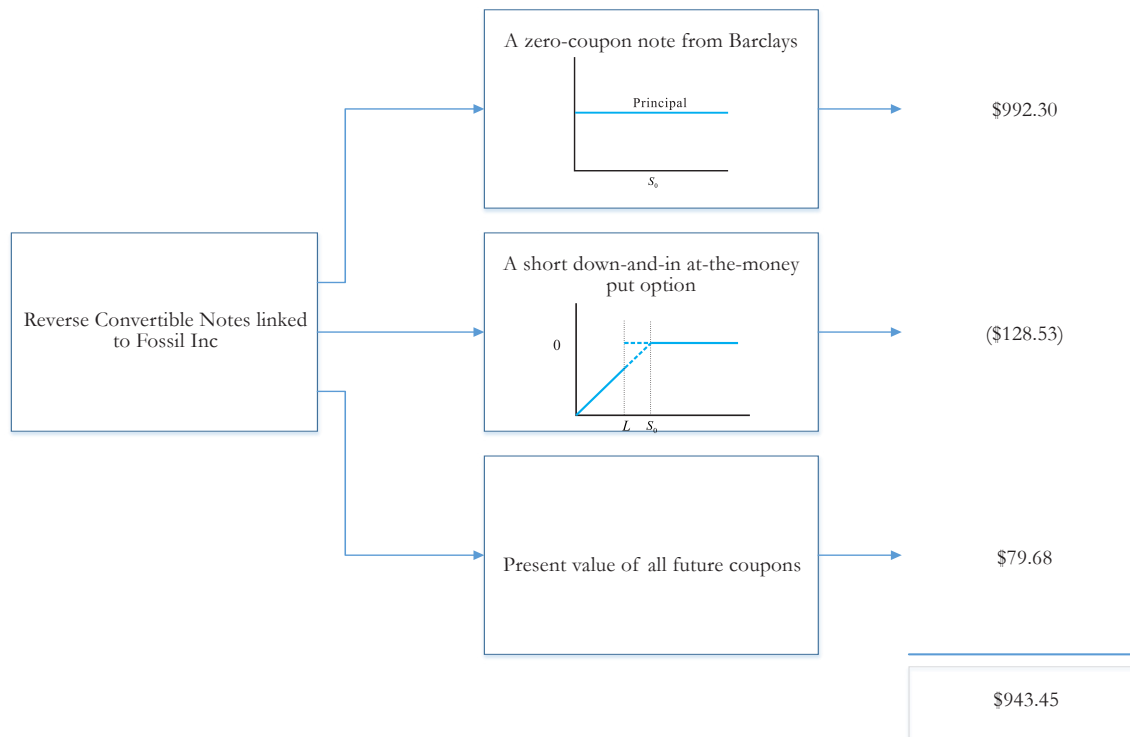 A zero-coupon note from Barclays
Principal
S₀
$992.30
Reverse Convertible Notes linked
to Fossil Inc
A short down-and-in at-the-money
put option
0
L S₀
($128.53)
Present value of all future coupons
$79.68
$943.45